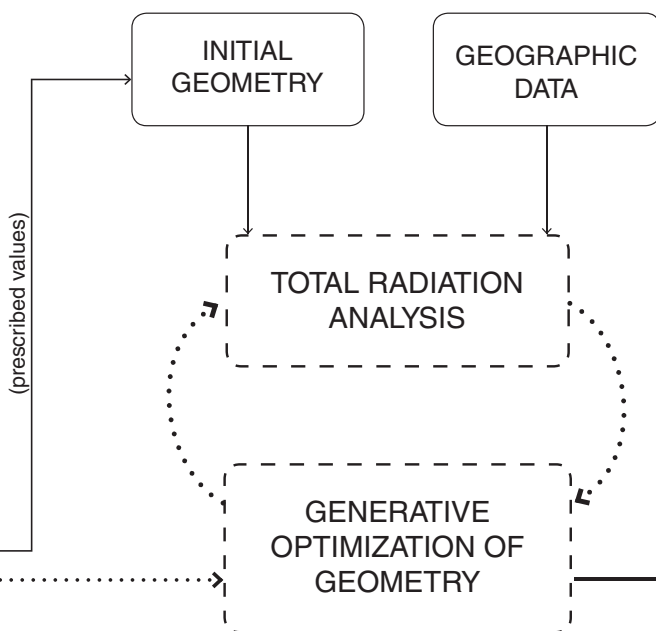 INITIAL
GEOMETRY
GEOGRAPHIC
DATA
(prescribed values)
TOTAL RADIATION
ANALYSIS
GENERATIVE
OPTIMIZATION OF
GEOMETRY